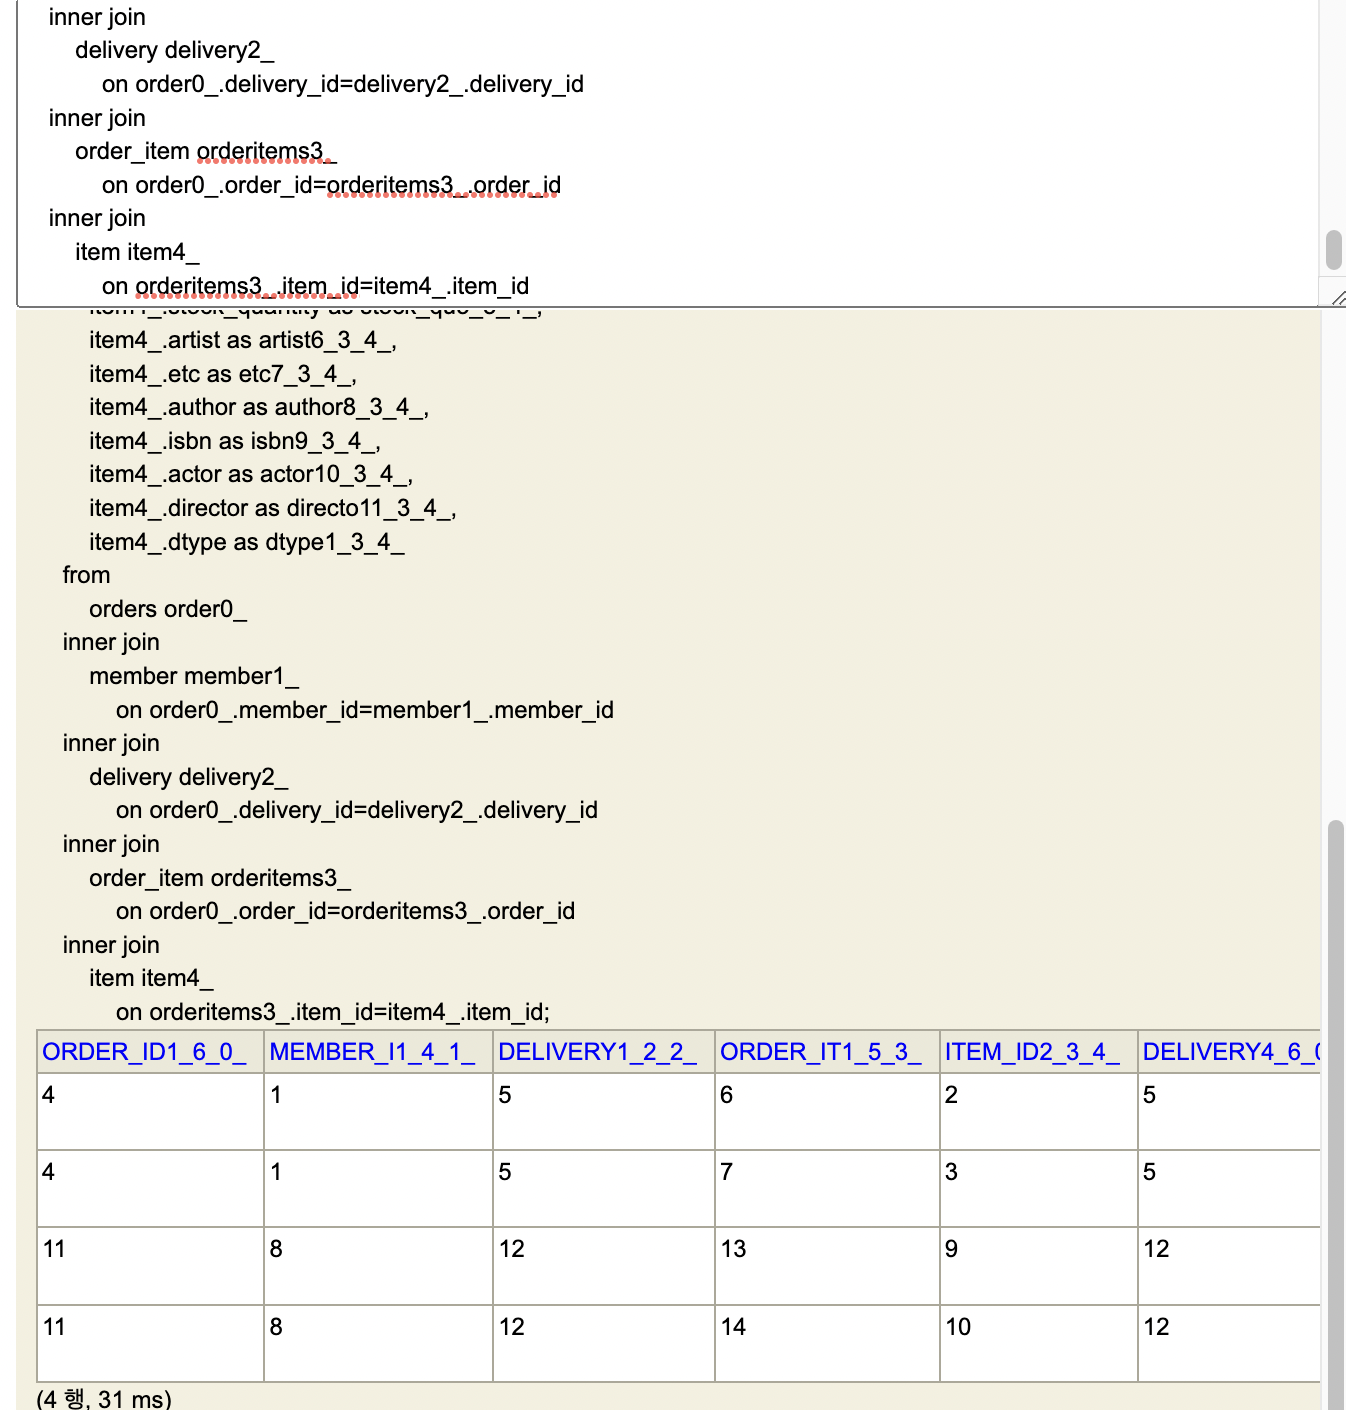 inner join
delivery delivery2_
on order0_.delivery_id=delivery2_.delivery_id
inner join
order_item orderitems3_
on order0_.order_id=orderitems3_.order_id
inner join
item item4_
on orderitems3_.item_id=item4_.item_id
item4_.artist as artist6_3_4_,
item4_.etc as etc7_3_4_,
item4_.author as author8_3_4_,
item4_.isbn as isbn9_3_4_,
item4_.actor as actor10_3_4_,
item4_.director as directo11_3_4_,
item4_.dtype as dtype1_3_4_
from
orders order0_
inner join
member member1_
on order0_.member_id=member1_.member_id
inner join
delivery delivery2_
on order0_.delivery_id=delivery2_.delivery_id
inner join
order_item orderitems3_
on order0_.order_id=orderitems3_.order_id
inner join
item item4_
on orderitems3_.item_id=item4_.item_id;
ORDER_ID1_6_0_ MEMBER_I1_4_1_ DELIVERY1_2_2_ ORDER_IT1_5_3_ ITEM_ID2_3_4_ DELIVERY4_6_0
4 1 5 6 2 5
4 1 5 7 3 5
11 8 12 13 9 12
11 8 12 14 10 12
(4 행, 31 ms)